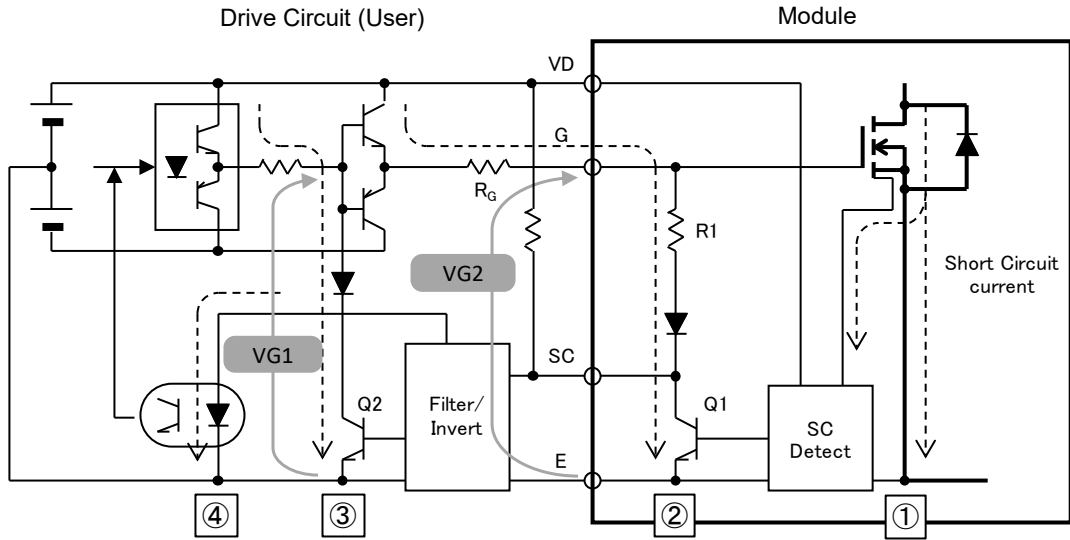 Drive Circuit (User)
Module
VD
G
R_G
R1
VG2
Short Circuit
current
VG1
SC
Q2
Filter/
Invert
Q1
SC
Detect
E
④
③
②
①